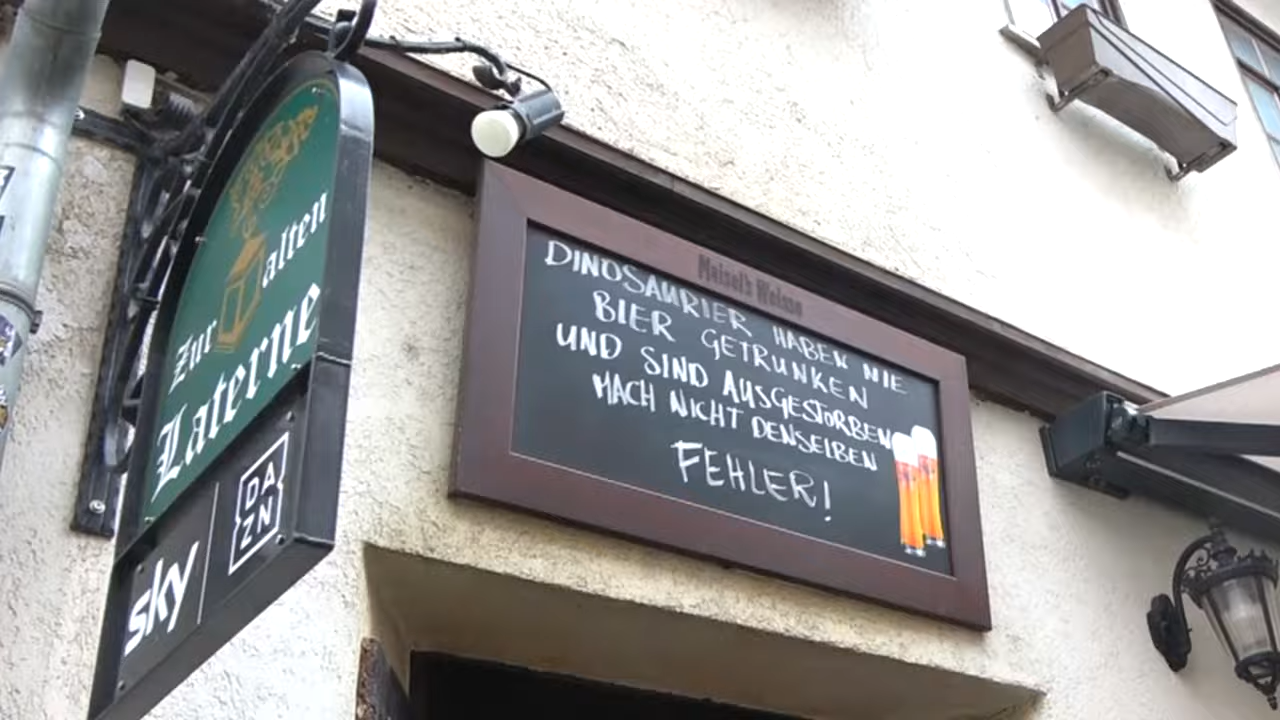 Zur alten
Laterne
sky
DAZN
Maisel's Weisse
DINOSAURIER HABEN NIE
BIER GETRUNKEN
UND SIND AUSGESTORBEN
MACH NICHT DENSELBEN
FEHLER!